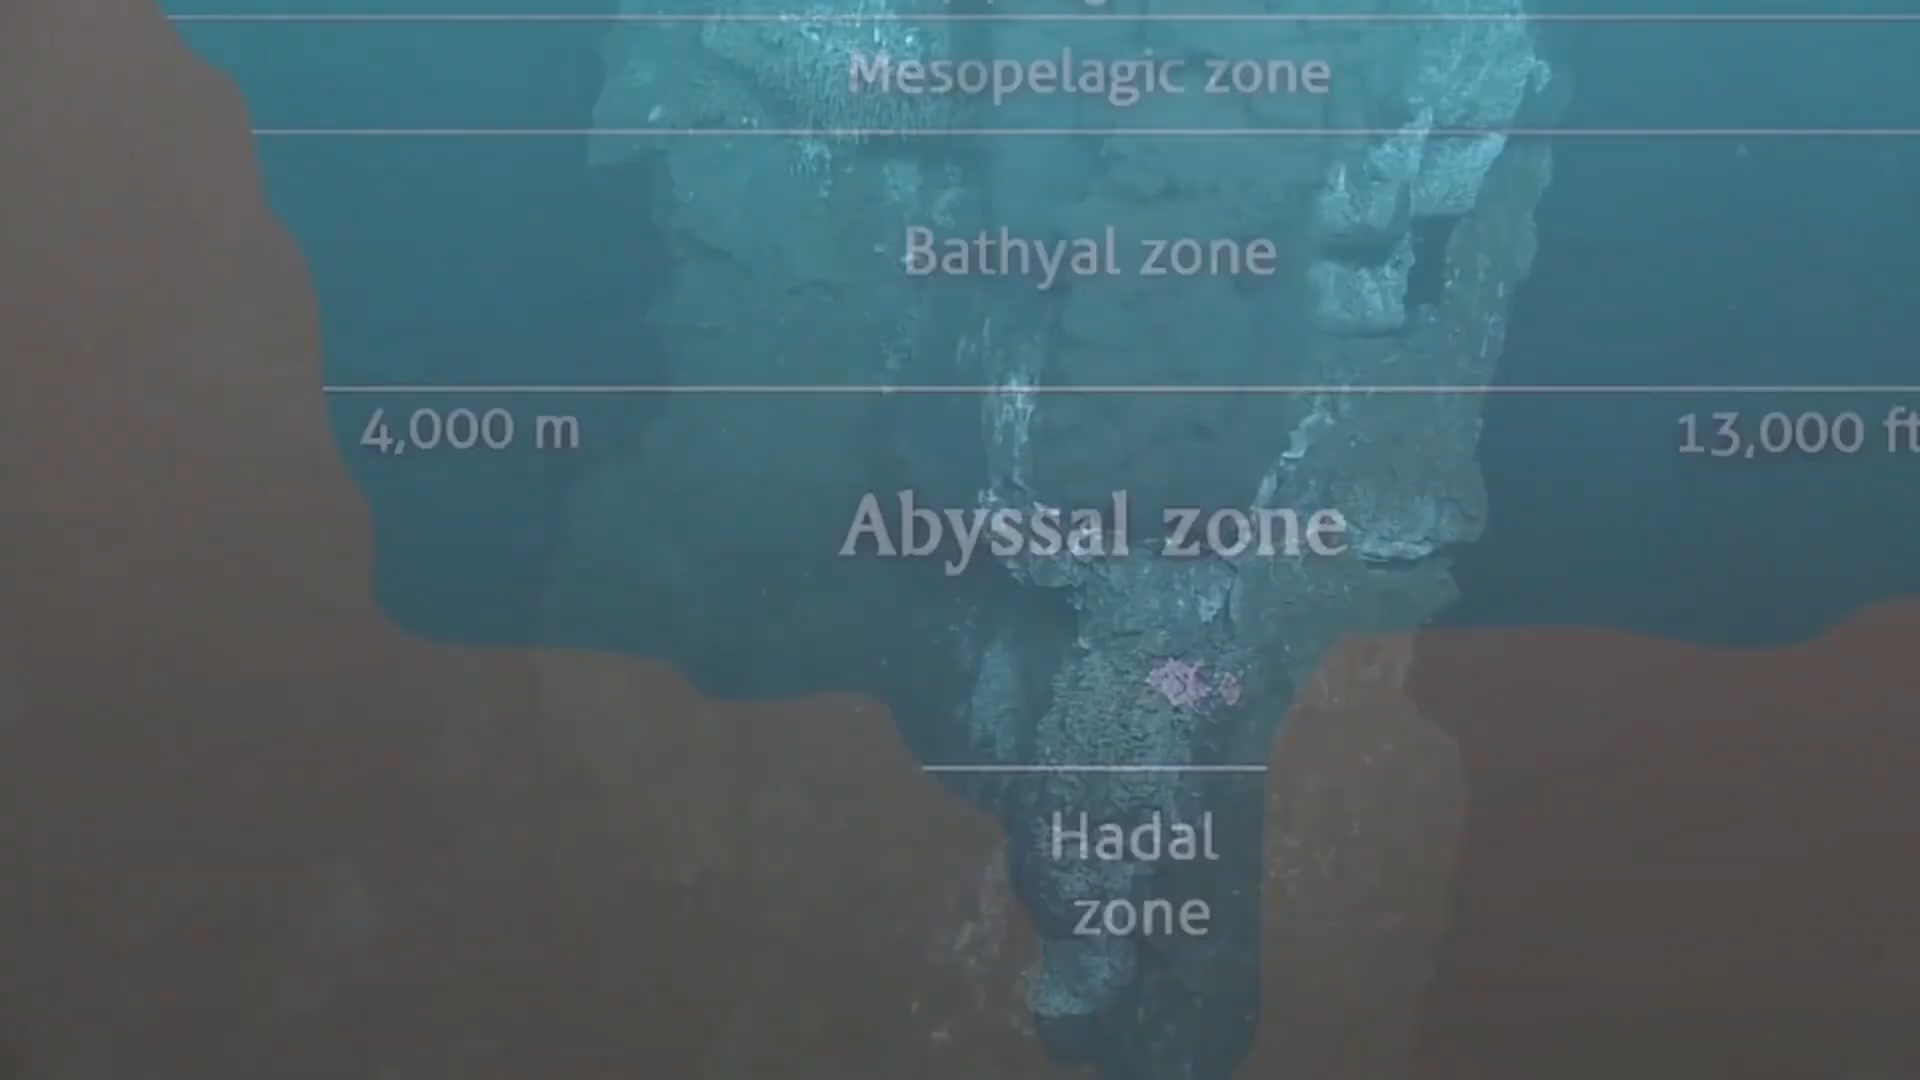 Mesopelagic zone
Bathyal zone
4,000 m
13,000 ft
Abyssal zone
Hadal
zone